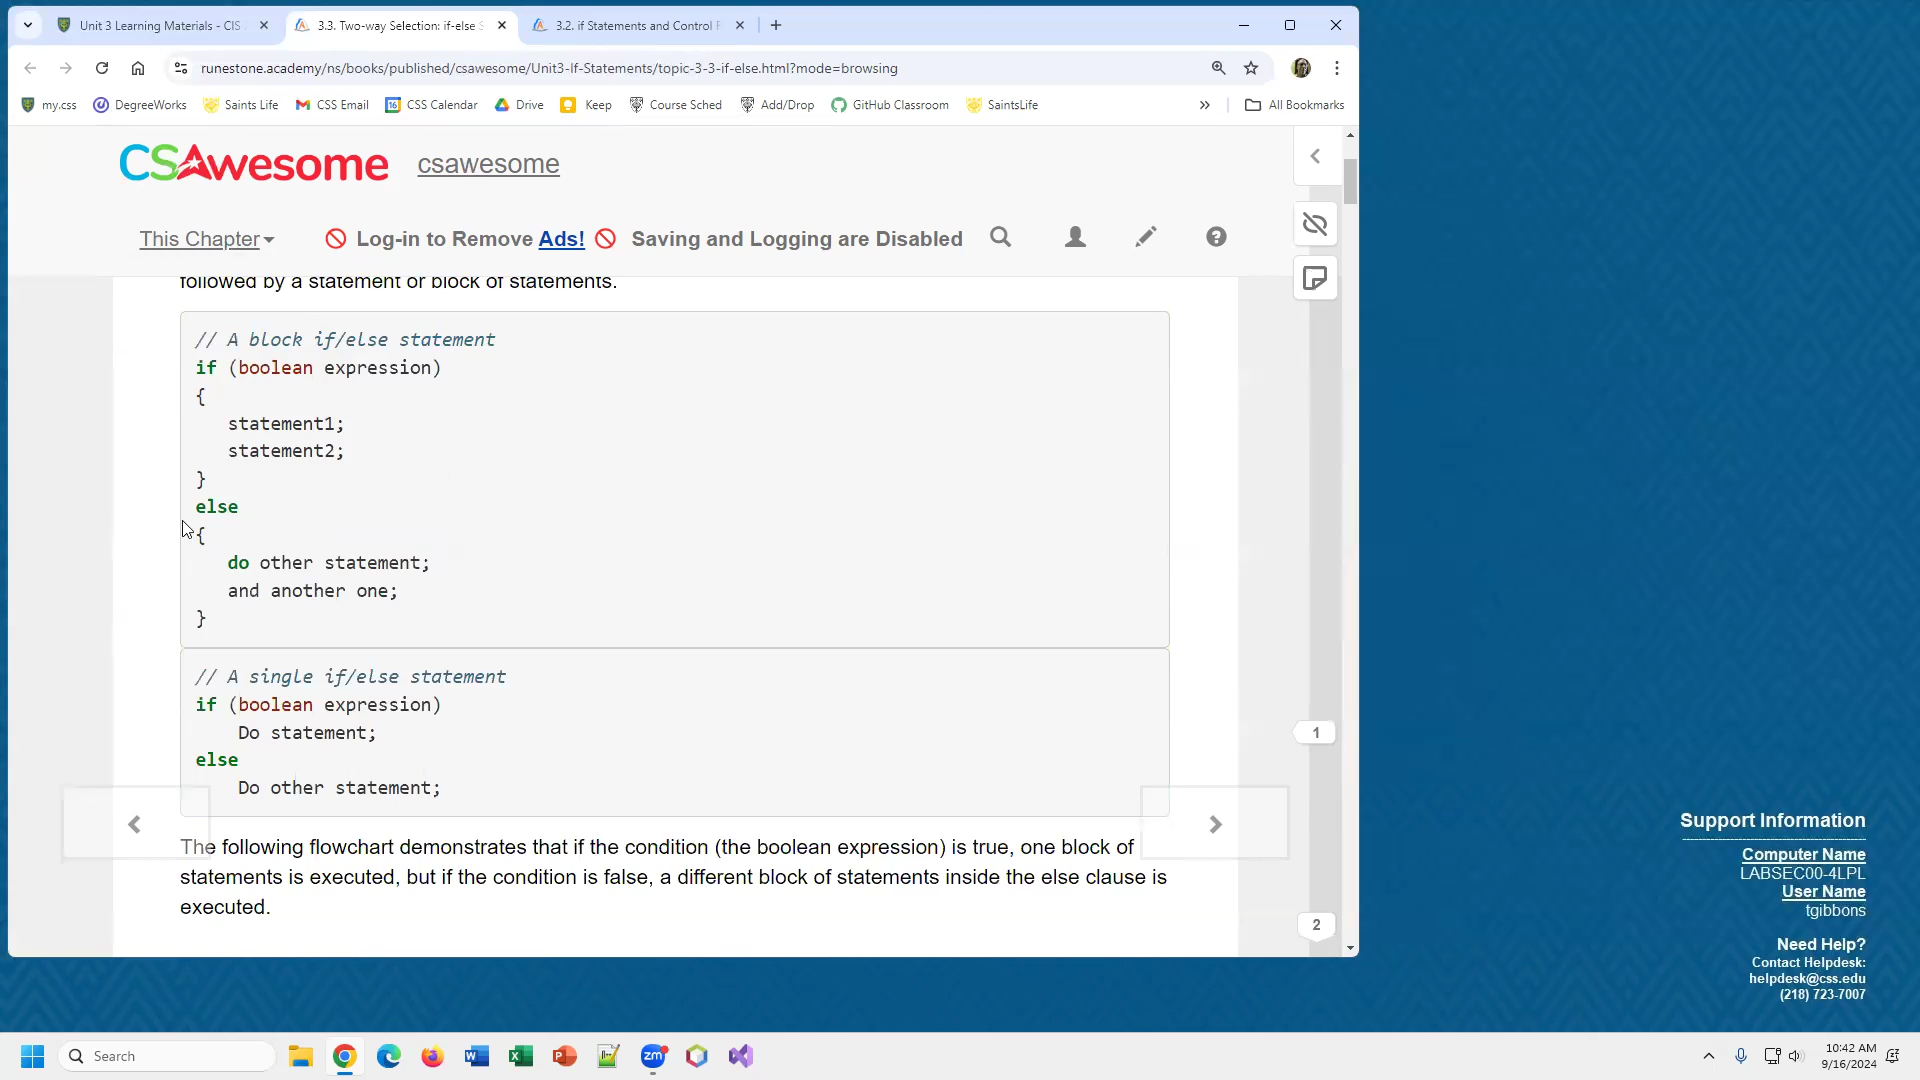 Unit 3 Learning Materials - CIS
3.3. Two-way Selection: if-else S
3.2. if Statements and Control F
runestone.academy/ns/books/published/csawesome/Unit3-If-Statements/topic-3-3-if-else.html?mode=browsing
my.css
DegreeWorks
Saints Life
CSS Email
16
CSS Calendar
Drive
Keep
Course Sched
Add/Drop
GitHub Classroom
SaintsLife
»
All Bookmarks
CSAwesome
csawesome
This Chapter
Log-in to Remove Ads!
Saving and Logging are Disabled
followed by a statement or block of statements.
// A block if/else statement
if (boolean expression)
{
statement1;
statement2;
}
else
{
do other statement;
and another one;
}
// A single if/else statement
if (boolean expression)
Do statement;
else
Do other statement;
The following flowchart demonstrates that if the condition (the boolean expression) is true, one block of
statements is executed, but if the condition is false, a different block of statements inside the else clause is
executed.
1
2
Support Information
Computer Name
LABSEC00-4LPL
User Name
tgibbons
Need Help?
Contact Helpdesk:
helpdesk@css.edu
(218) 723-7007
Search
zm
10:42 AM
9/16/2024